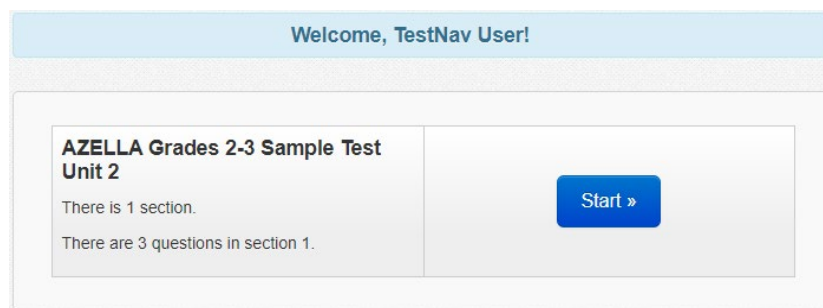 Welcome, TestNav User!
AZELLA Grades 2-3 Sample Test
Unit 2
There is 1 section.
There are 3 questions in section 1.
Start »